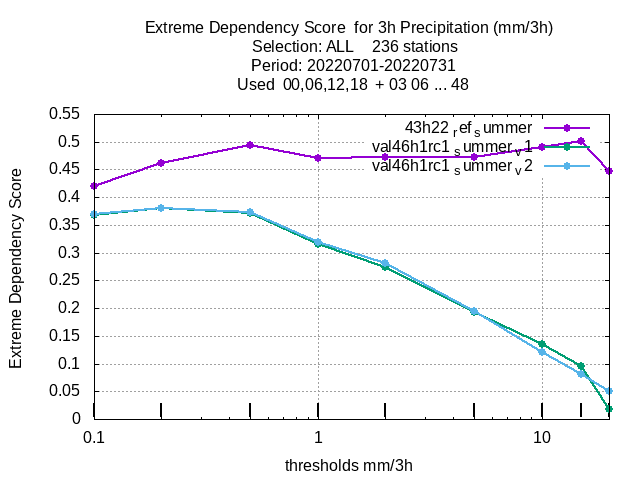 Extreme Dependency Score  for 3h Precipitation (mm/3h)
Selection: ALL    236 stations
Period: 20220701-20220731
Used  00,06,12,18  + 03 06 ... 48
43h22_ref_summer
val46h1rc1_summer_v1
val46h1rc1_summer_v2
0.55
0.5
0.45
0.4
0.35
0.3
0.25
0.2
0.15
0.1
0.05
0
Extreme Dependency Score
0.1 1 10
thresholds mm/3h